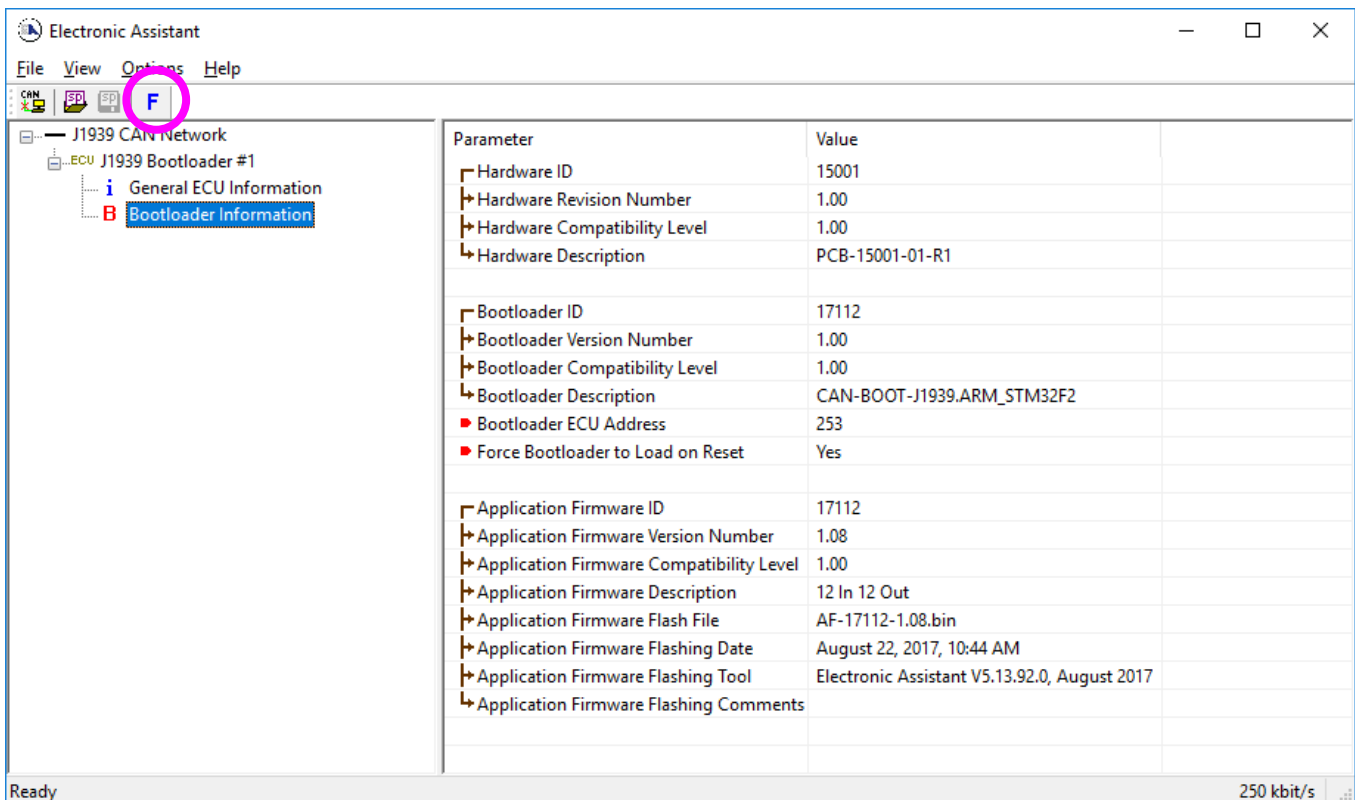 Electronic Assistant
File View Options Help
CAN SP SP F
J1939 CAN Network
ECU J1939 Bootloader #1
i General ECU Information
B Bootloader Information
Parameter Value
Hardware ID 15001
Hardware Revision Number 1.00
Hardware Compatibility Level 1.00
Hardware Description PCB-15001-01-R1
Bootloader ID 17112
Bootloader Version Number 1.00
Bootloader Compatibility Level 1.00
Bootloader Description CAN-BOOT-J1939.ARM_STM32F2
Bootloader ECU Address 253
Force Bootloader to Load on Reset Yes
Application Firmware ID 17112
Application Firmware Version Number 1.08
Application Firmware Compatibility Level 1.00
Application Firmware Description 12 In 12 Out
Application Firmware Flash File AF-17112-1.08.bin
Application Firmware Flashing Date August 22, 2017, 10:44 AM
Application Firmware Flashing Tool Electronic Assistant V5.13.92.0, August 2017
Application Firmware Flashing Comments
Ready 250 kbit/s